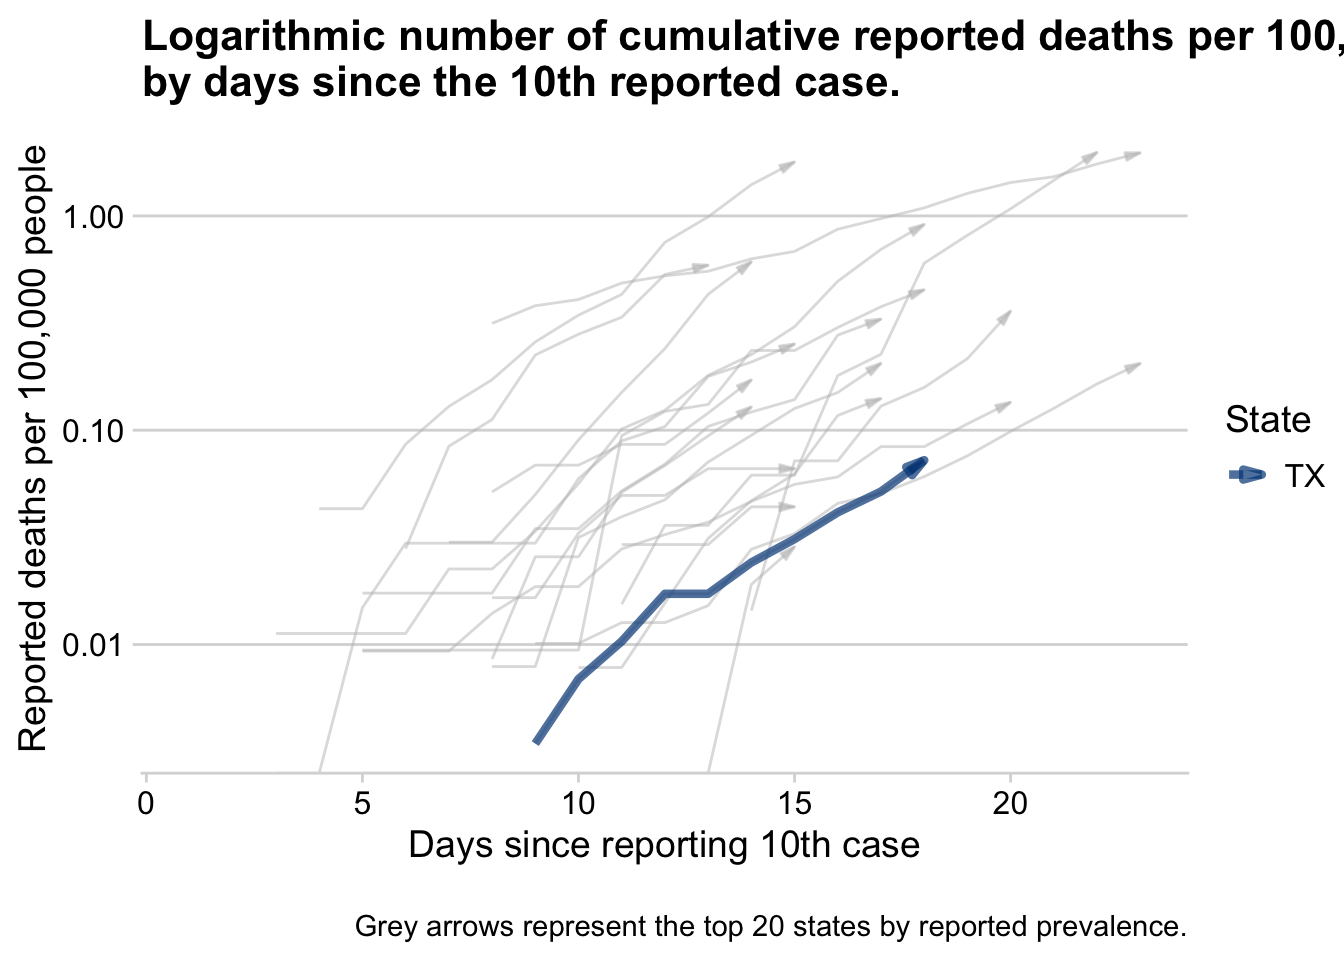 Logarithmic number of cumulative reported deaths per 100,
by days since the 10th reported case.
Reported deaths per 100,000 people
1.00
0.10
0.01
0
5
10
15
20
Days since reporting 10th case
State
TX
Grey arrows represent the top 20 states by reported prevalence.